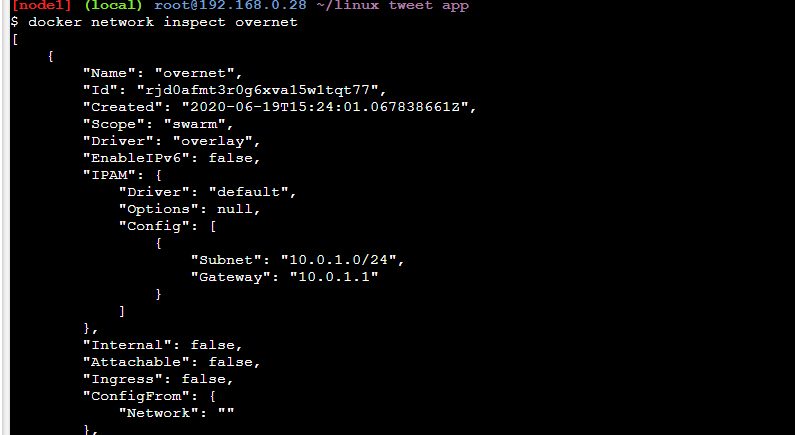 [node1] (local) root@192.168.0.28 ~/linux tweet app
$ docker network inspect overnet
[
    {
        "Name": "overnet",
        "Id": "rjd0afmt3r0g6xva15w1tqt77",
        "Created": "2020-06-19T15:24:01.067838661Z",
        "Scope": "swarm",
        "Driver": "overlay",
        "EnableIPv6": false,
        "IPAM": {
            "Driver": "default",
            "Options": null,
            "Config": [
                {
                    "Subnet": "10.0.1.0/24",
                    "Gateway": "10.0.1.1"
                }
            ]
        },
        "Internal": false,
        "Attachable": false,
        "Ingress": false,
        "ConfigFrom": {
            "Network": ""
        },